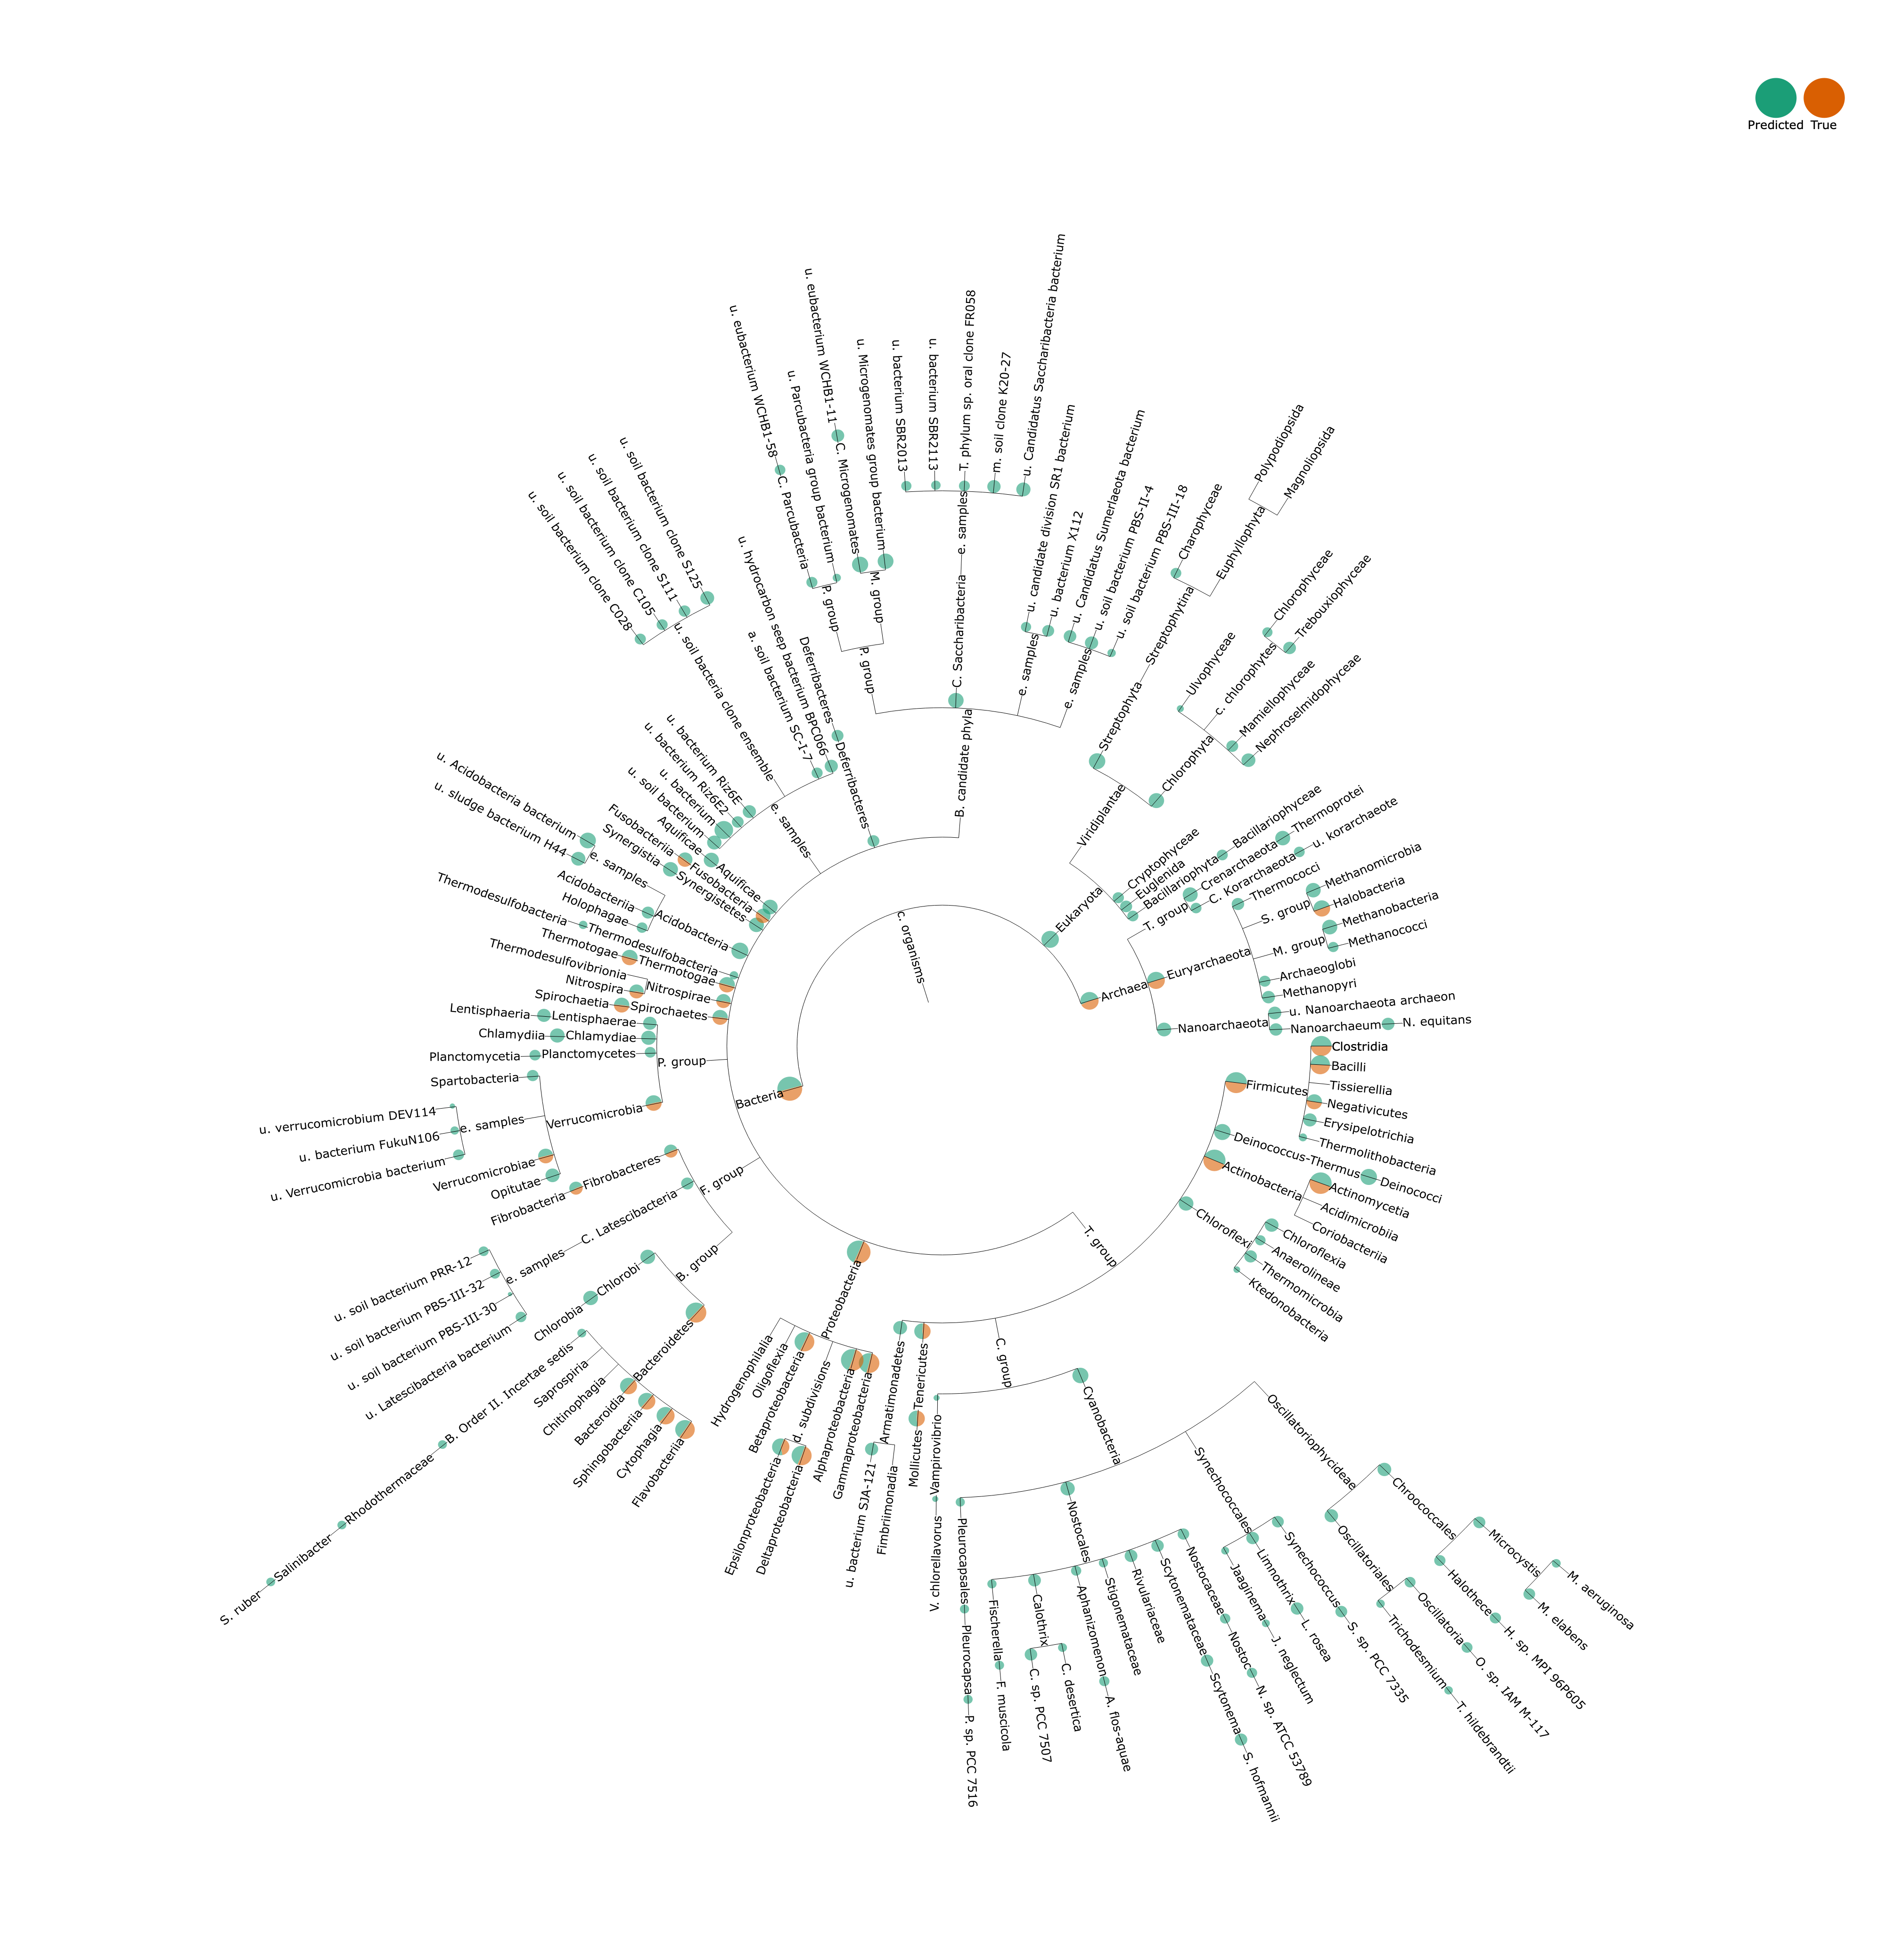 Predicted
True
c. organisms
Eukaryota
Viridiplantae
Streptophyta
Streptophytina
Charophyceae
Euphyllophyta
Polypodiopsida
Magnoliopsida
Chlorophyta
Ulvophyceae
c. chlorophytes
Chlorophyceae
Trebouxiophyceae
Mamiellophyceae
Nephroselmidophyceae
Cryptophyceae
Euglenida
Bacillariophyta
Bacillariophyceae
Archaea
T. group
Crenarchaeota
Thermoprotei
C. Korarchaeota
u. korarchaeote
Euryarchaeota
Thermococci
S. group
Methanomicrobia
Halobacteria
M. group
Methanobacteria
Methanococci
Archaeoglobi
Methanopyri
Nanoarchaeota
u. Nanoarchaeota archaeon
Nanoarchaeum
N. equitans
Bacteria
T. group
Firmicutes
Clostridia
Bacilli
Tissierellia
Negativicutes
Erysipelotrichia
Thermolithobacteria
Deinococcus-Thermus
Deinococci
Actinobacteria
Actinomycetia
Acidimicrobiia
Coriobacteriia
Chloroflexi
Chloroflexia
Anaerolineae
Thermomicrobia
Ktedonobacteria
C. group
Cyanobacteria
Oscillatoriophycideae
Chroococcales
Microcystis
M. aeruginosa
M. elabens
Halothece
H. sp. MPI 96P605
Oscillatoriales
Oscillatoria
O. sp. IAM M-117
Trichodesmium
T. hildebrandtii
Synechococcales
Synechococcus
S. sp. PCC 7335
Limnothrix
L. rosea
Jaaginema
J. neglectum
Nostocales
Nostocaceae
Nostoc
N. sp. ATCC 53789
Scytonemataceae
Scytonema
S. hofmannii
Rivulariaceae
Stigonemataceae
Aphanizomenon
A. flos-aquae
Calothrix
C. desertica
C. sp. PCC 7507
Fischerella
F. muscicola
Pleurocapsales
Pleurocapsa
P. sp. PCC 7516
Vampirovibrio
V. chlorellavorus
Tenericutes
Mollicutes
Armatimonadetes
Fimbriimonadia
u. bacterium SJA-121
Proteobacteria
Gammaproteobacteria
Alphaproteobacteria
d. subdivisions
Deltaproteobacteria
Epsilonproteobacteria
Betaproteobacteria
Oligoflexia
Hydrogenophilalia
F. group
B. group
Bacteroidetes
Flavobacteriia
Cytophagia
Sphingobacteriia
Bacteroidia
Chitinophagia
Saprospiria
B. Order II. Incertae sedis
Rhodothermaceae
Salinibacter
S. ruber
Chlorobi
Chlorobia
C. Latescibacteria
e. samples
u. Latescibacteria bacterium
u. soil bacterium PBS-III-30
u. soil bacterium PBS-III-32
u. soil bacterium PRR-12
Fibrobacteres
Fibrobacteria
P. group
Verrucomicrobia
Opitutae
Verrucomicrobiae
e. samples
u. Verrucomicrobia bacterium
u. bacterium FukuN106
u. verrucomicrobium DEV114
Spartobacteria
Planctomycetes
Planctomycetia
Chlamydiae
Chlamydiia
Lentisphaerae
Lentisphaeria
Spirochaetes
Spirochaetia
Nitrospirae
Nitrospira
Thermodesulfovibrionia
Thermotogae
Thermotogae
Thermodesulfobacteria
Thermodesulfobacteria
Acidobacteria
Holophagae
Acidobacteriia
e. samples
u. sludge bacterium H44
u. Acidobacteria bacterium
Synergistetes
Synergistia
Fusobacteria
Fusobacteriia
Aquificae
Aquificae
e. samples
u. soil bacterium
u. bacterium
u. bacterium Riz6E2
u. bacterium Riz6E
u. soil bacteria clone ensemble
u. soil bacterium clone C028
u. soil bacterium clone C105
u. soil bacterium clone S111
u. soil bacterium clone S125
a. soil bacterium SC-1-7
u. hydrocarbon seep bacterium BPC066
Deferribacteres
Deferribacteres
B. candidate phyla
P. group
P. group
C. Parcubacteria
u. eubacterium WCHB1-58
u. Parcubacteria group bacterium
M. group
C. Microgenomates
u. eubacterium WCHB1-11
u. Microgenomates group bacterium
C. Saccharibacteria
e. samples
u. bacterium SBR2013
u. bacterium SBR2113
T. phylum sp. oral clone FR058
m. soil clone K20-27
u. Candidatus Saccharibacteria bacterium
e. samples
u. candidate division SR1 bacterium
u. bacterium X112
e. samples
u. Candidatus Sumerlaeota bacterium
u. soil bacterium PBS-II-4
u. soil bacterium PBS-III-18